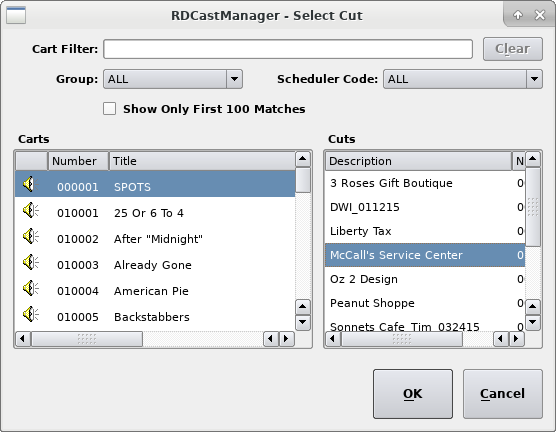 RDCastManager - Select Cut
Cart Filter:
Clear
Group: ALL Scheduler Code: ALL
Show Only First 100 Matches
Carts
Number Title
000001 SPOTS
010001 25 Or 6 To 4
010002 After "Midnight"
010003 Already Gone
010004 American Pie
010005 Backstabbers
Cuts
Description N
3 Roses Gift Boutique 0
DWI_011215 0
Liberty Tax 0
McCall's Service Center 0
Oz 2 Design 0
Peanut Shoppe 0
Sonnets Cafe_Tim_032415 0
OK Cancel